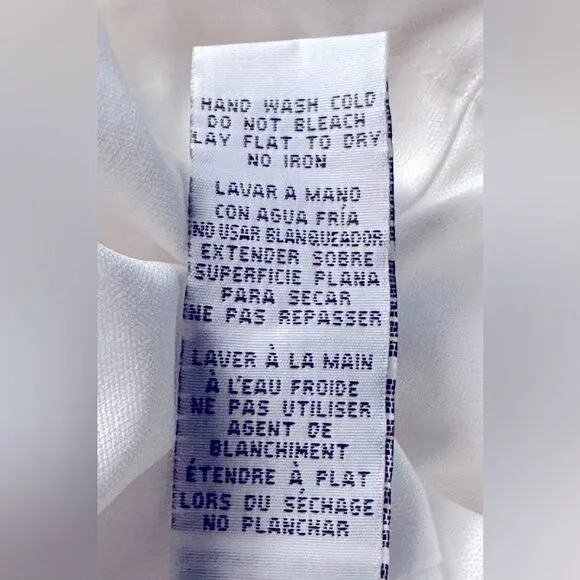 HAND WASH COLD
DO NOT BLEACH
LAY FLAT TO DRY
NO IRON
LAVAR A MANO
CON AGUA FRÍA
NO USAR BLANQUEADOR
EXTENDER SOBRE
SUPERFICIE PLANA
PARA SECAR
NE PAS REPASSER
LAVER À LA MAIN
À L'EAU FROIDE
NE PAS UTILISER
AGENT DE
BLANCHIMENT
ÉTENDRE À PLAT
LORS DU SÉCHAGE
NO PLANCHAR